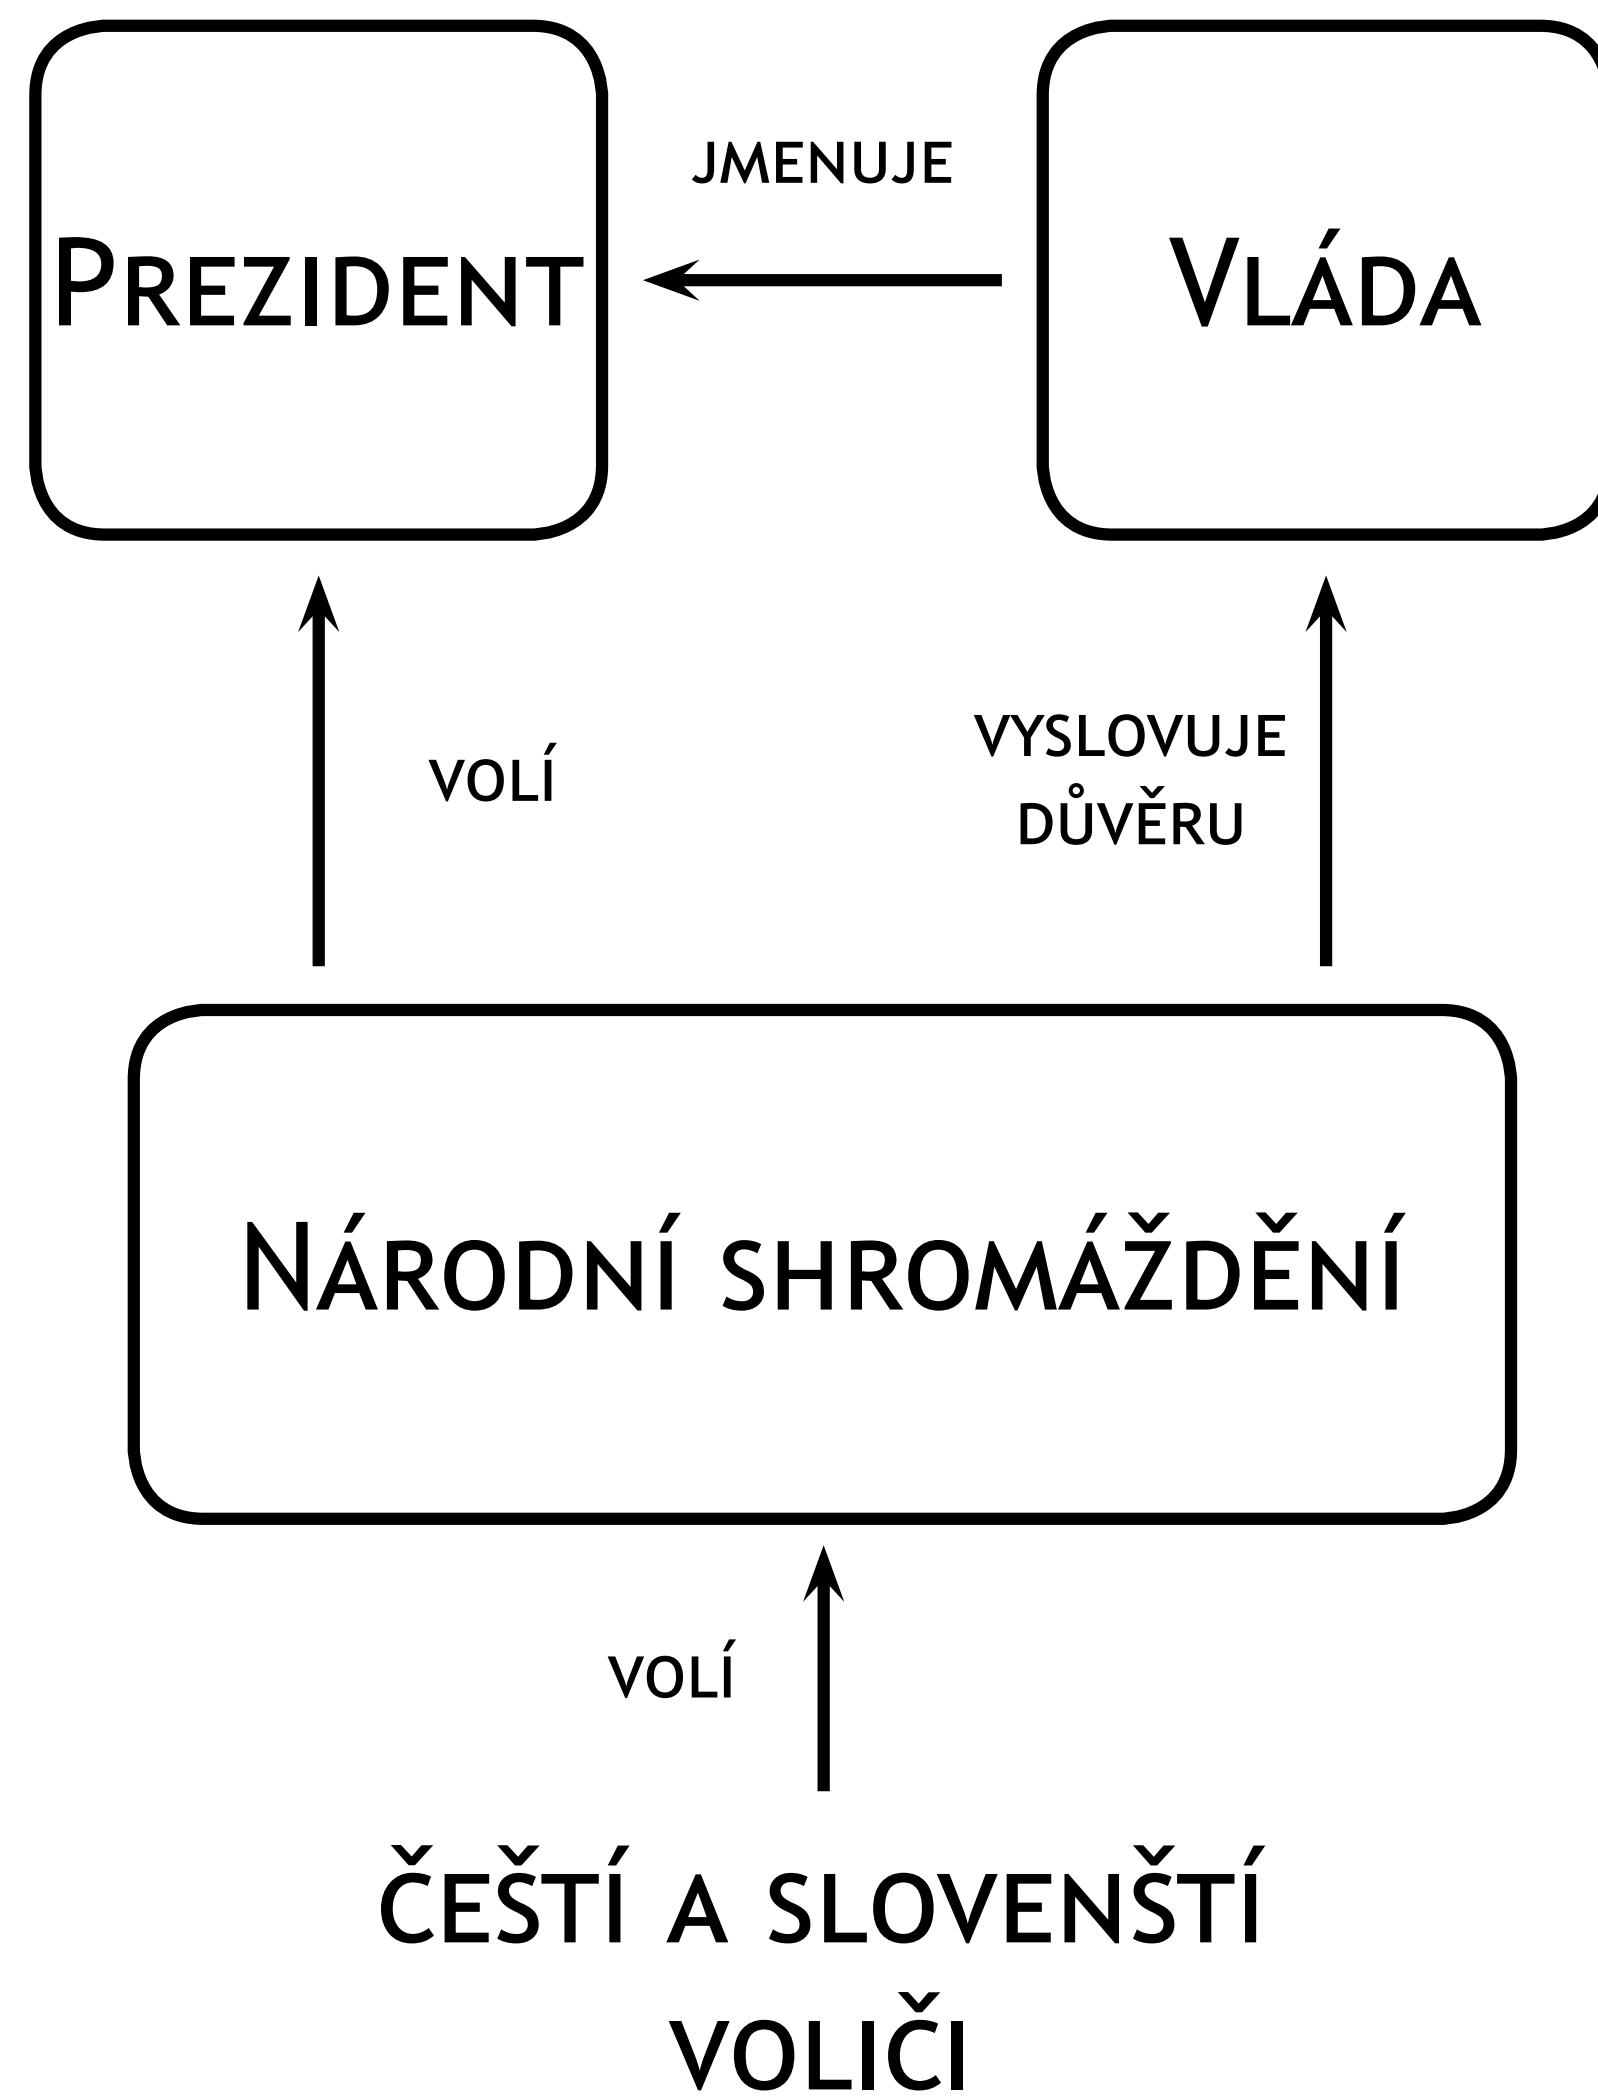 JMENUJE
PREZIDENT
VLÁDA
VOLÍ
VYSLOVUJE
DŮVĚRU
NÁRODNÍ SHROMÁŽDĚNÍ
VOLÍ
ČEŠTÍ A SLOVENŠTÍ
VOLIČI